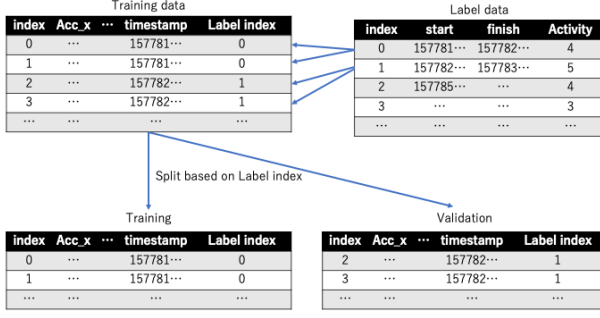 Training data
index Acc_x ⋯ timestamp Label index
0 ⋯ 157781⋯ 0
1 ⋯ 157781⋯ 0
2 ⋯ 157782⋯ 1
3 ⋯ 157782⋯ 1
⋯ ⋯ ⋯ ⋯
Label data
index start finish Activity
0 157781⋯ 157782⋯ 4
1 157782⋯ 157783⋯ 5
2 157785⋯ ⋯ 4
3 ⋯ ⋯ 3
⋯ ⋯ ⋯ ⋯
Split based on Label index
Training
index Acc_x ⋯ timestamp Label index
0 ⋯ 157781⋯ 0
1 ⋯ 157781⋯ 0
⋯ ⋯ ⋯ ⋯
Validation
index Acc_x ⋯ timestamp Label index
2 ⋯ 157782⋯ 1
3 ⋯ 157782⋯ 1
⋯ ⋯ ⋯ ⋯